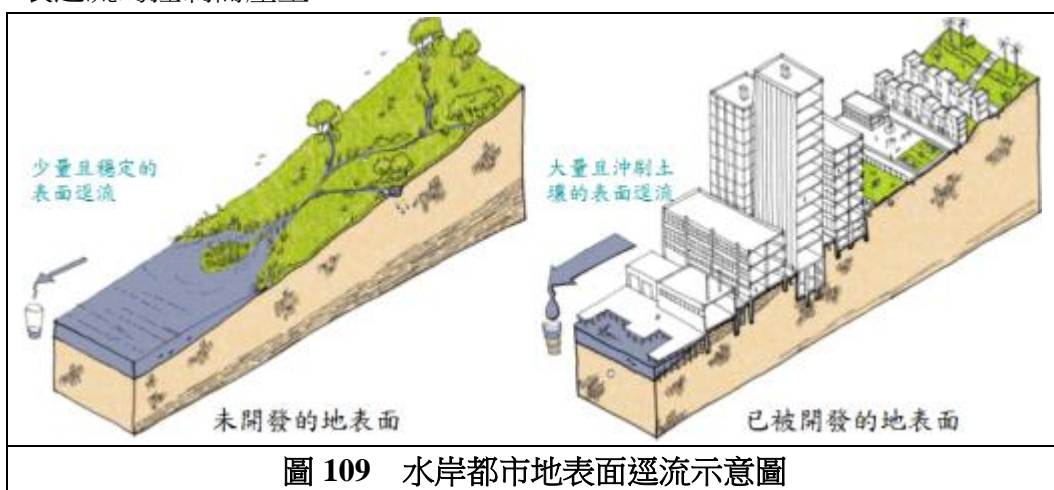 少量且穩定的
表面逕流
大量且沖刷土
壤的表面逕流
未開發的地表面
已被開發的地表面
圖 109 水岸都市地表面逕流示意圖